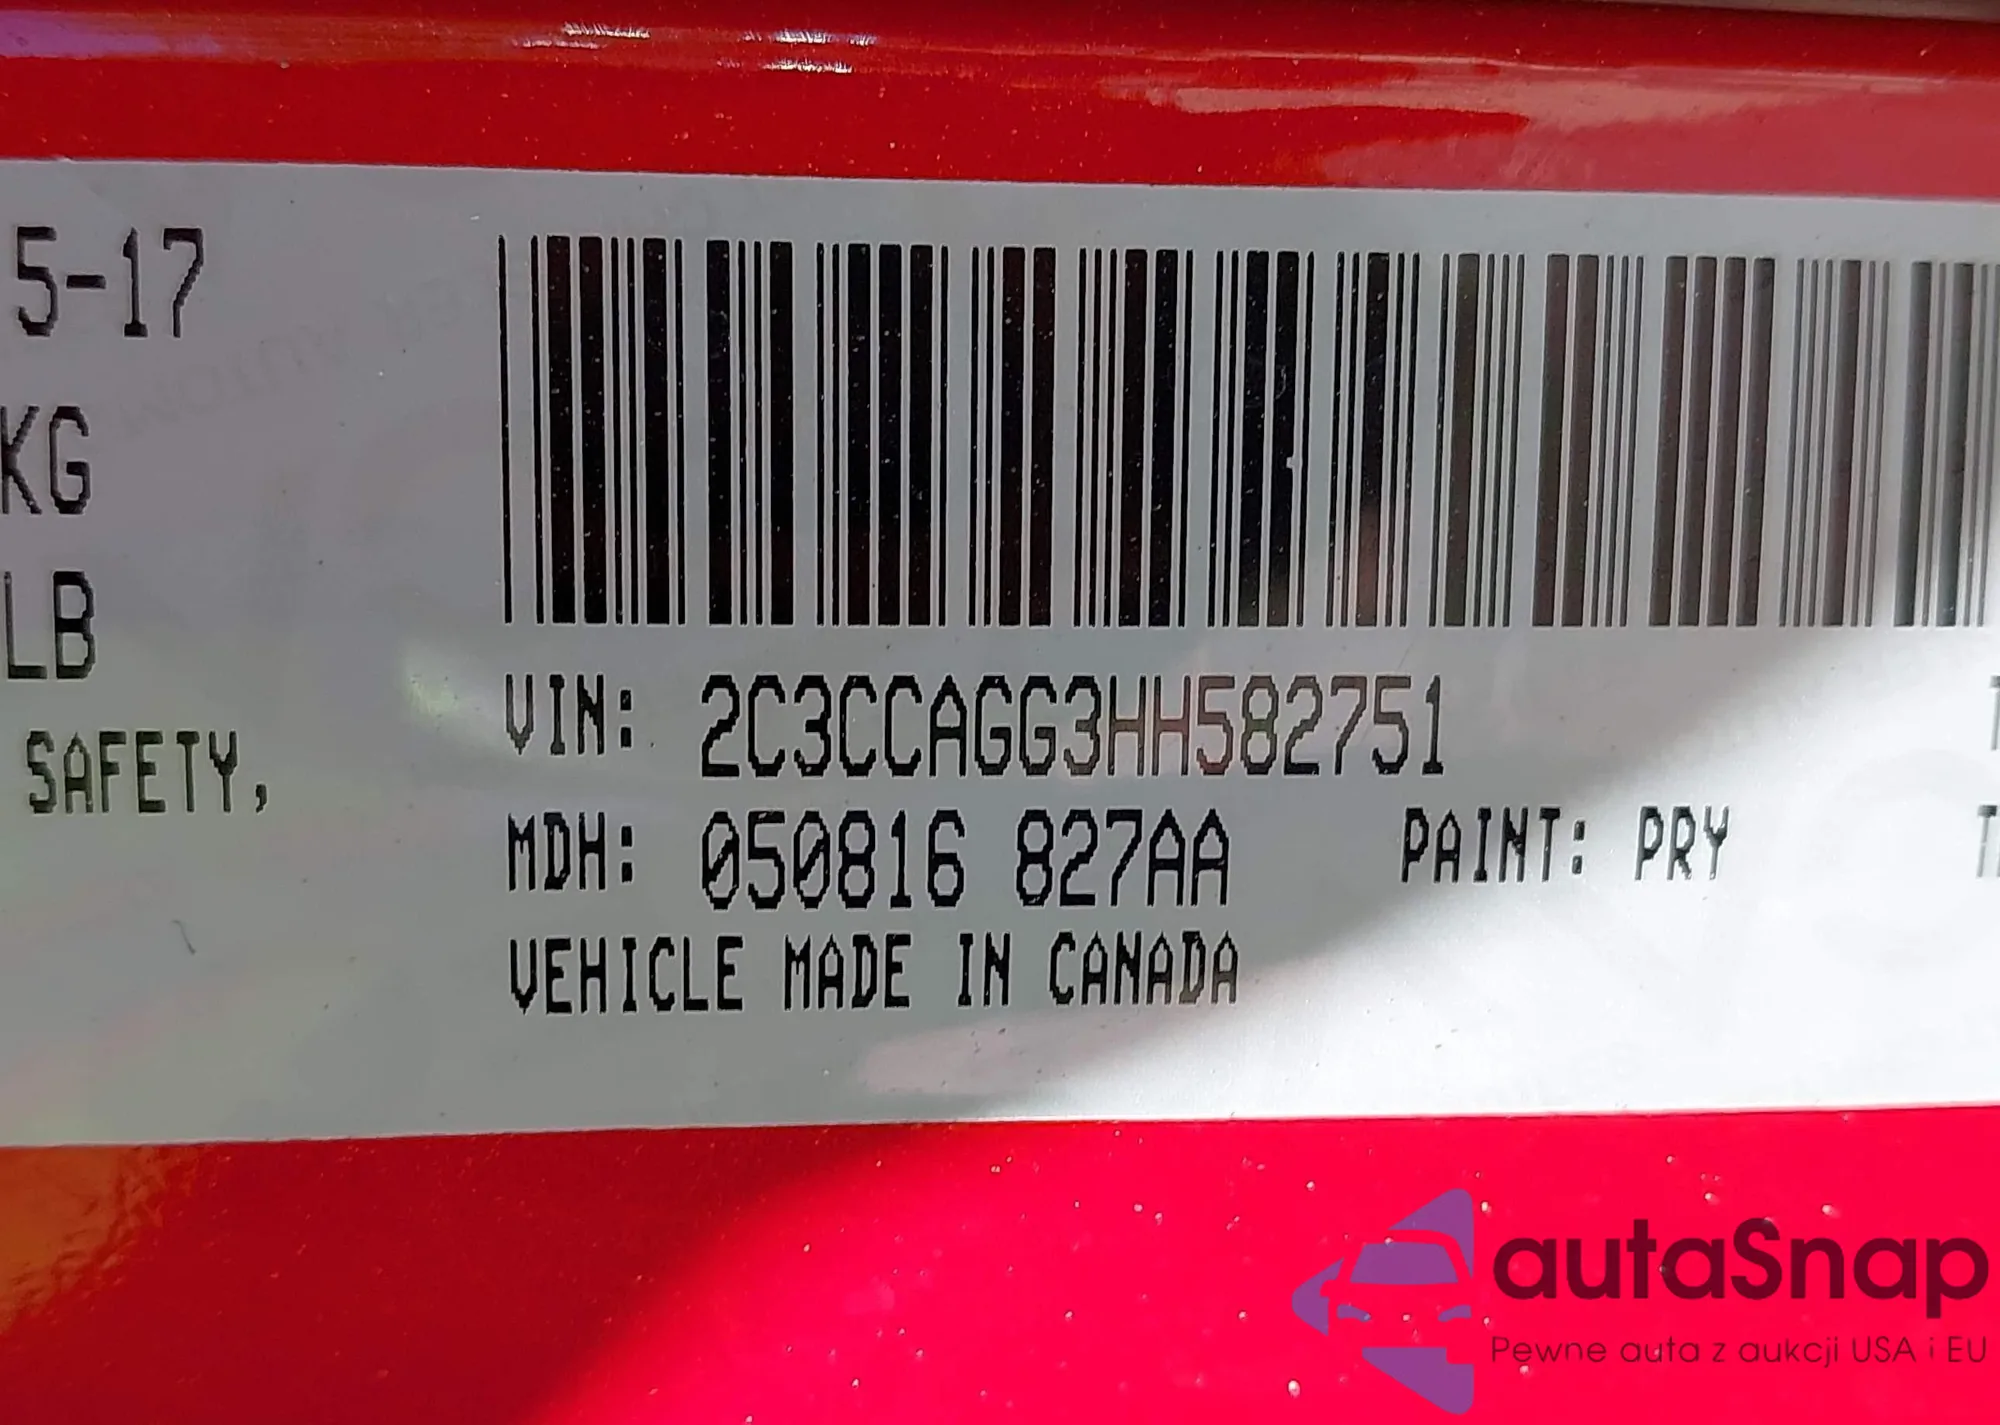 5-17
KG
LB
SAFETY,
VIN: 2C3CCAGG3HH582751
MDH: 050816 827AA PAINT: PRY
VEHICLE MADE IN CANADA
autaSnap
Pewne auta z aukcji USA i EU